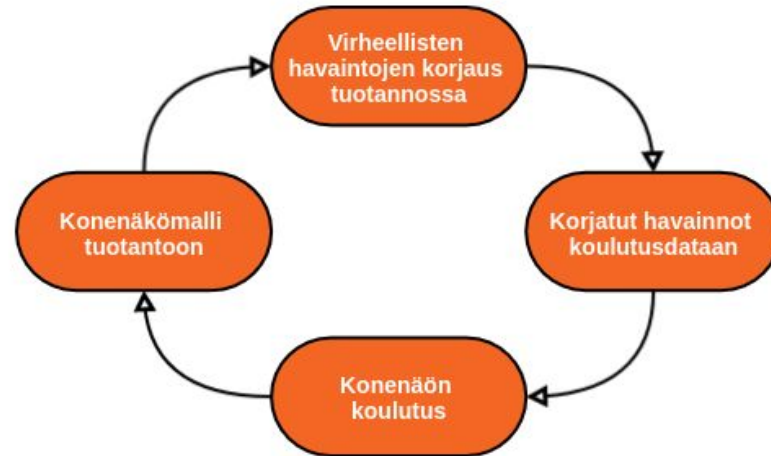 Virheellisten
havaintojen korjaus
tuotannossa
Konenäkömalli
tuotantoon
Korjatut havainnot
koulutusdataan
Konenäön
koulutus